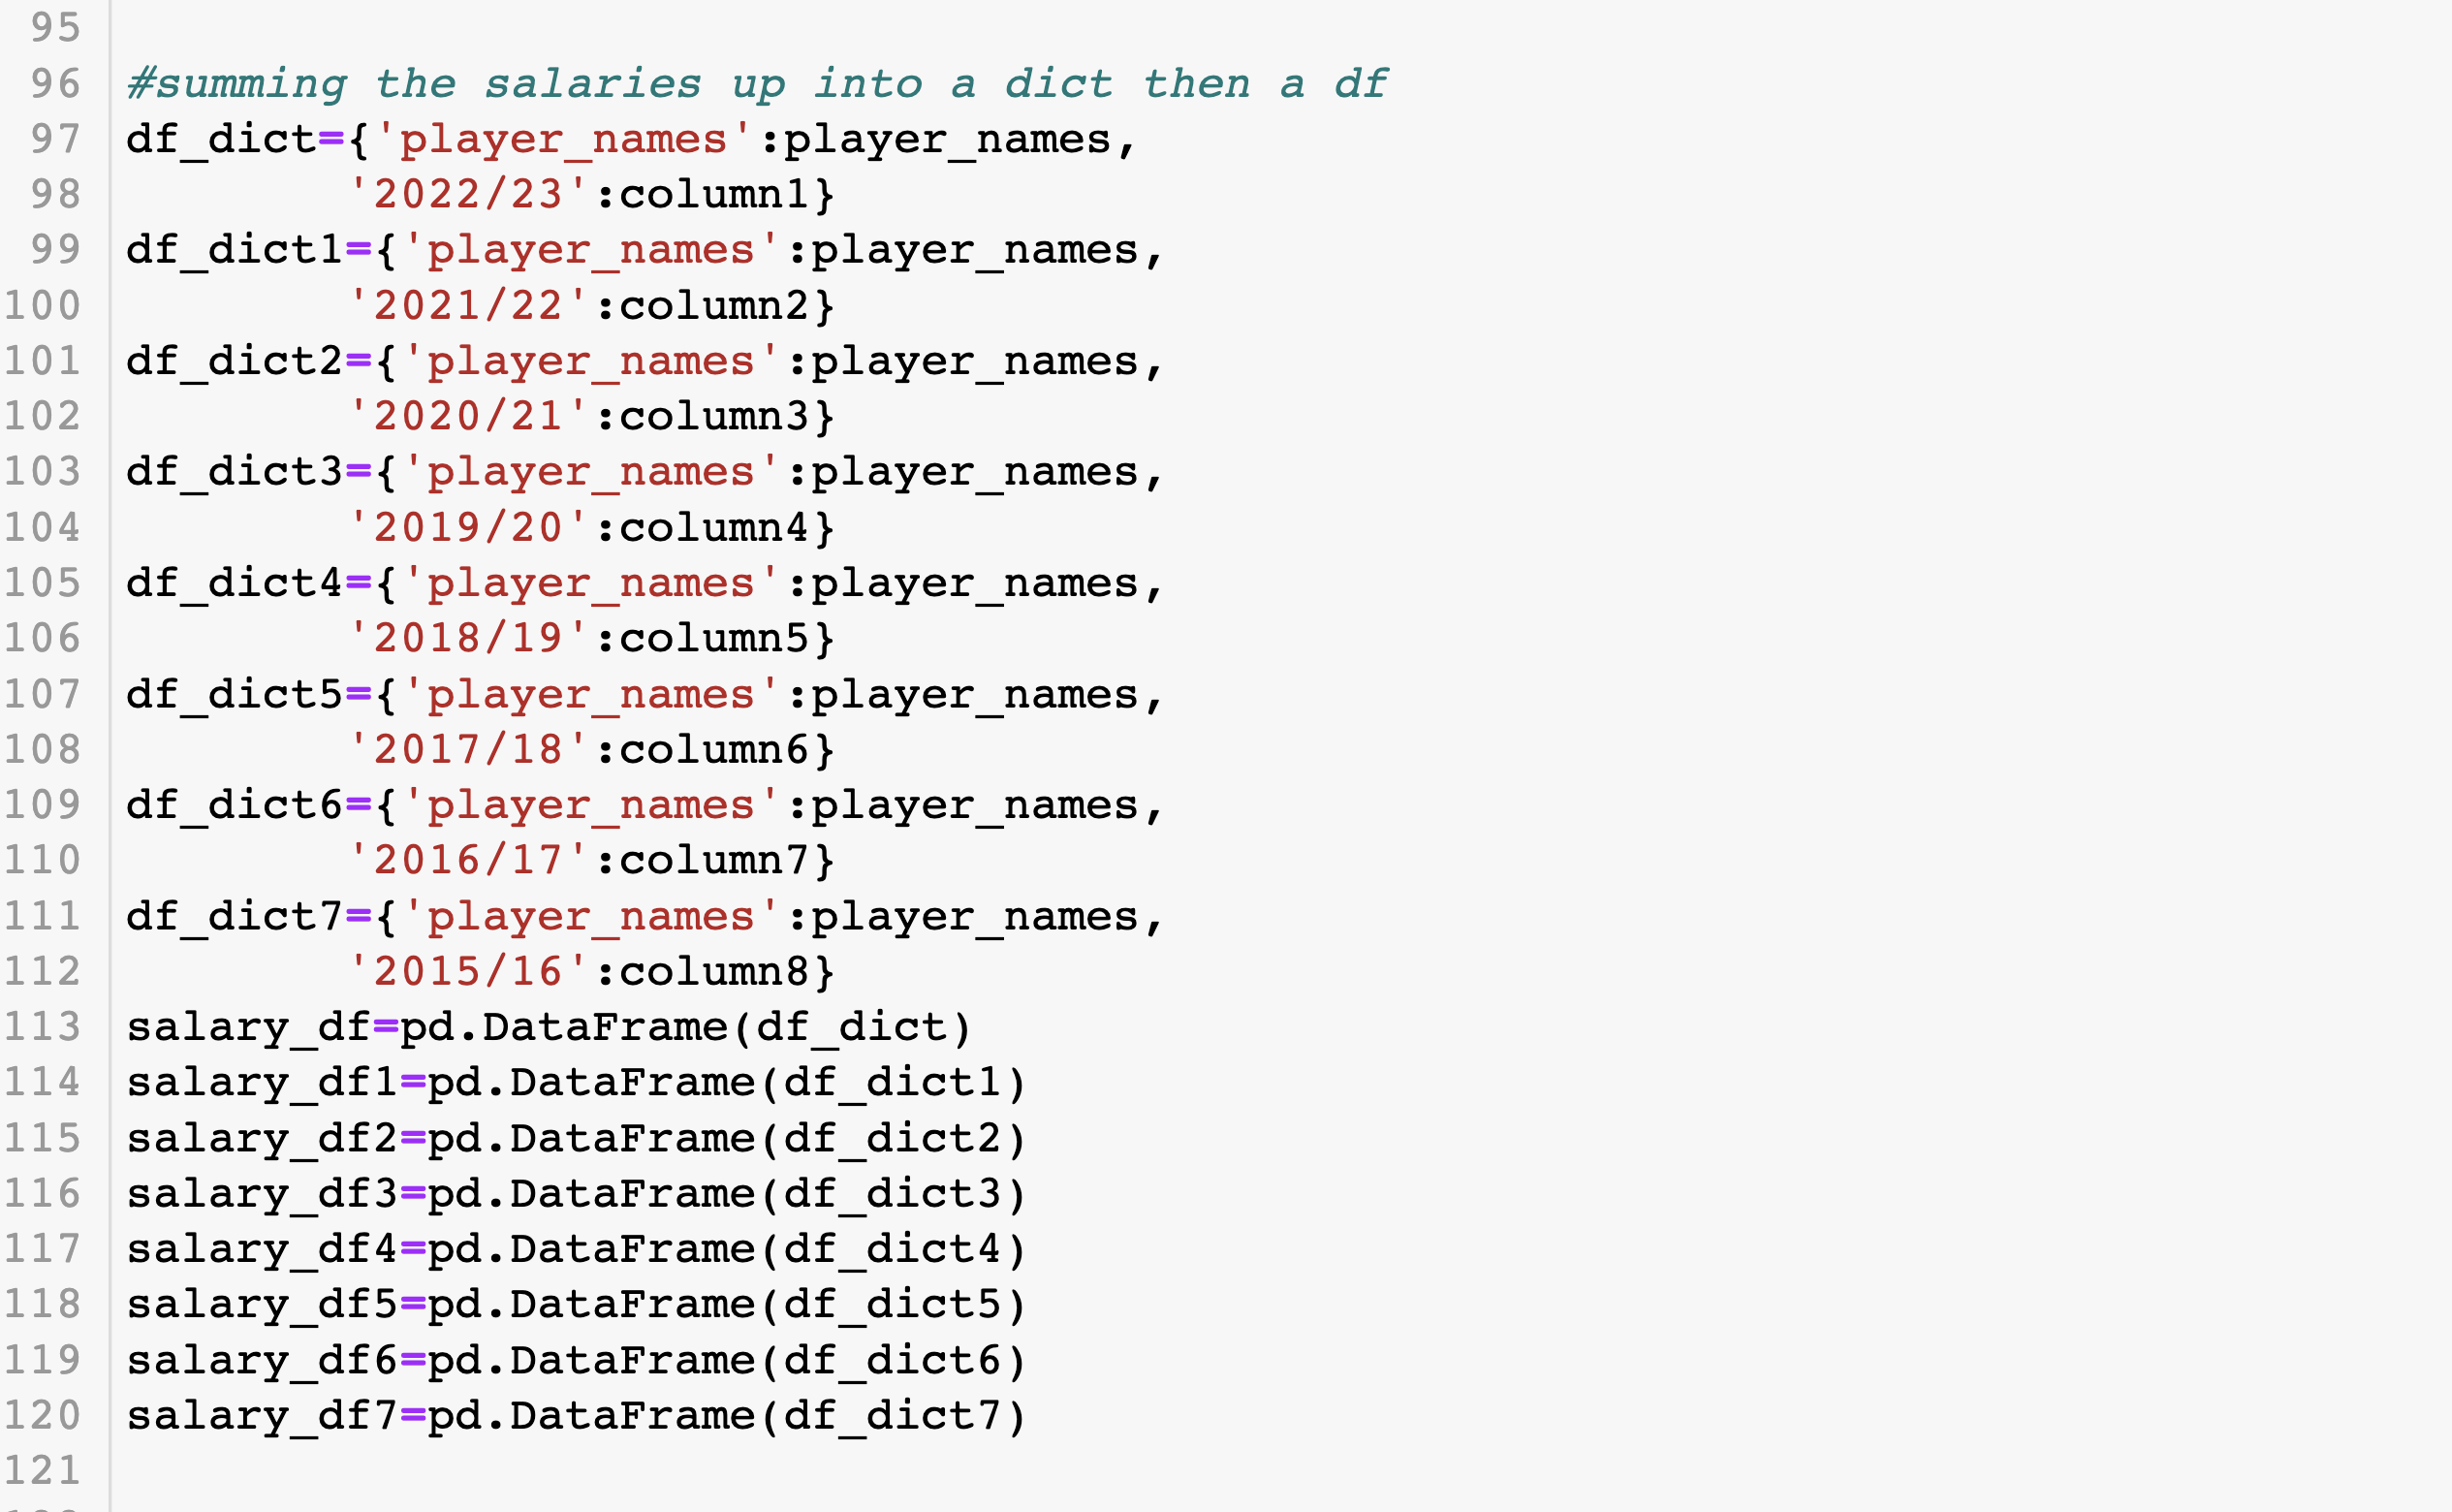 95
96 #summing the salaries up into a dict then a df
97 df_dict={'player_names':player_names,
98         '2022/23':column1}
99 df_dict1={'player_names':player_names,
100         '2021/22':column2}
101 df_dict2={'player_names':player_names,
102         '2020/21':column3}
103 df_dict3={'player_names':player_names,
104         '2019/20':column4}
105 df_dict4={'player_names':player_names,
106         '2018/19':column5}
107 df_dict5={'player_names':player_names,
108         '2017/18':column6}
109 df_dict6={'player_names':player_names,
110         '2016/17':column7}
111 df_dict7={'player_names':player_names,
112         '2015/16':column8}
113 salary_df=pd.DataFrame(df_dict)
114 salary_df1=pd.DataFrame(df_dict1)
115 salary_df2=pd.DataFrame(df_dict2)
116 salary_df3=pd.DataFrame(df_dict3)
117 salary_df4=pd.DataFrame(df_dict4)
118 salary_df5=pd.DataFrame(df_dict5)
119 salary_df6=pd.DataFrame(df_dict6)
120 salary_df7=pd.DataFrame(df_dict7)
121